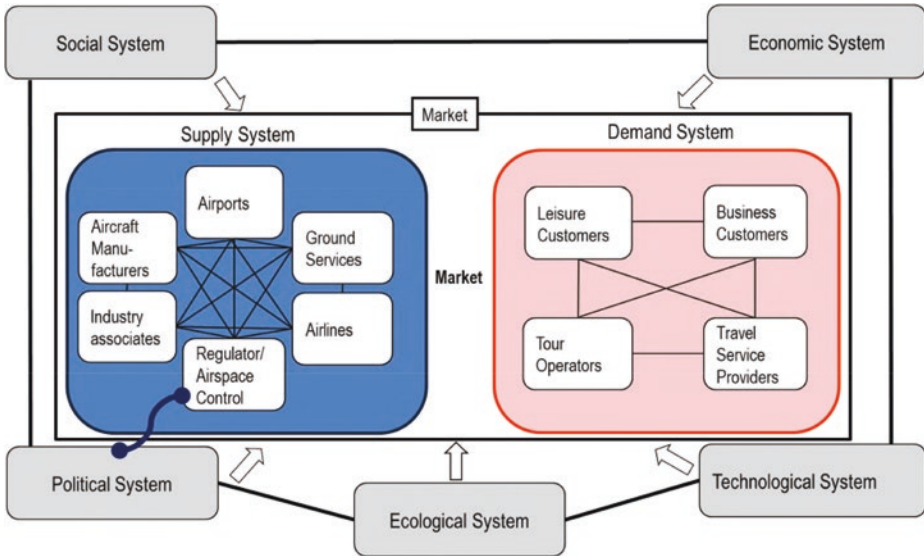 Social System
Economic System
Market
Supply System
Demand System
Airports
Aircraft
Manu-
facturers
Ground
Services
Industry
associates
Airlines
Regulator/
Airspace
Control
Market
Leisure
Customers
Business
Customers
Tour
Operators
Travel
Service
Providers
Political System
Ecological System
Technological System